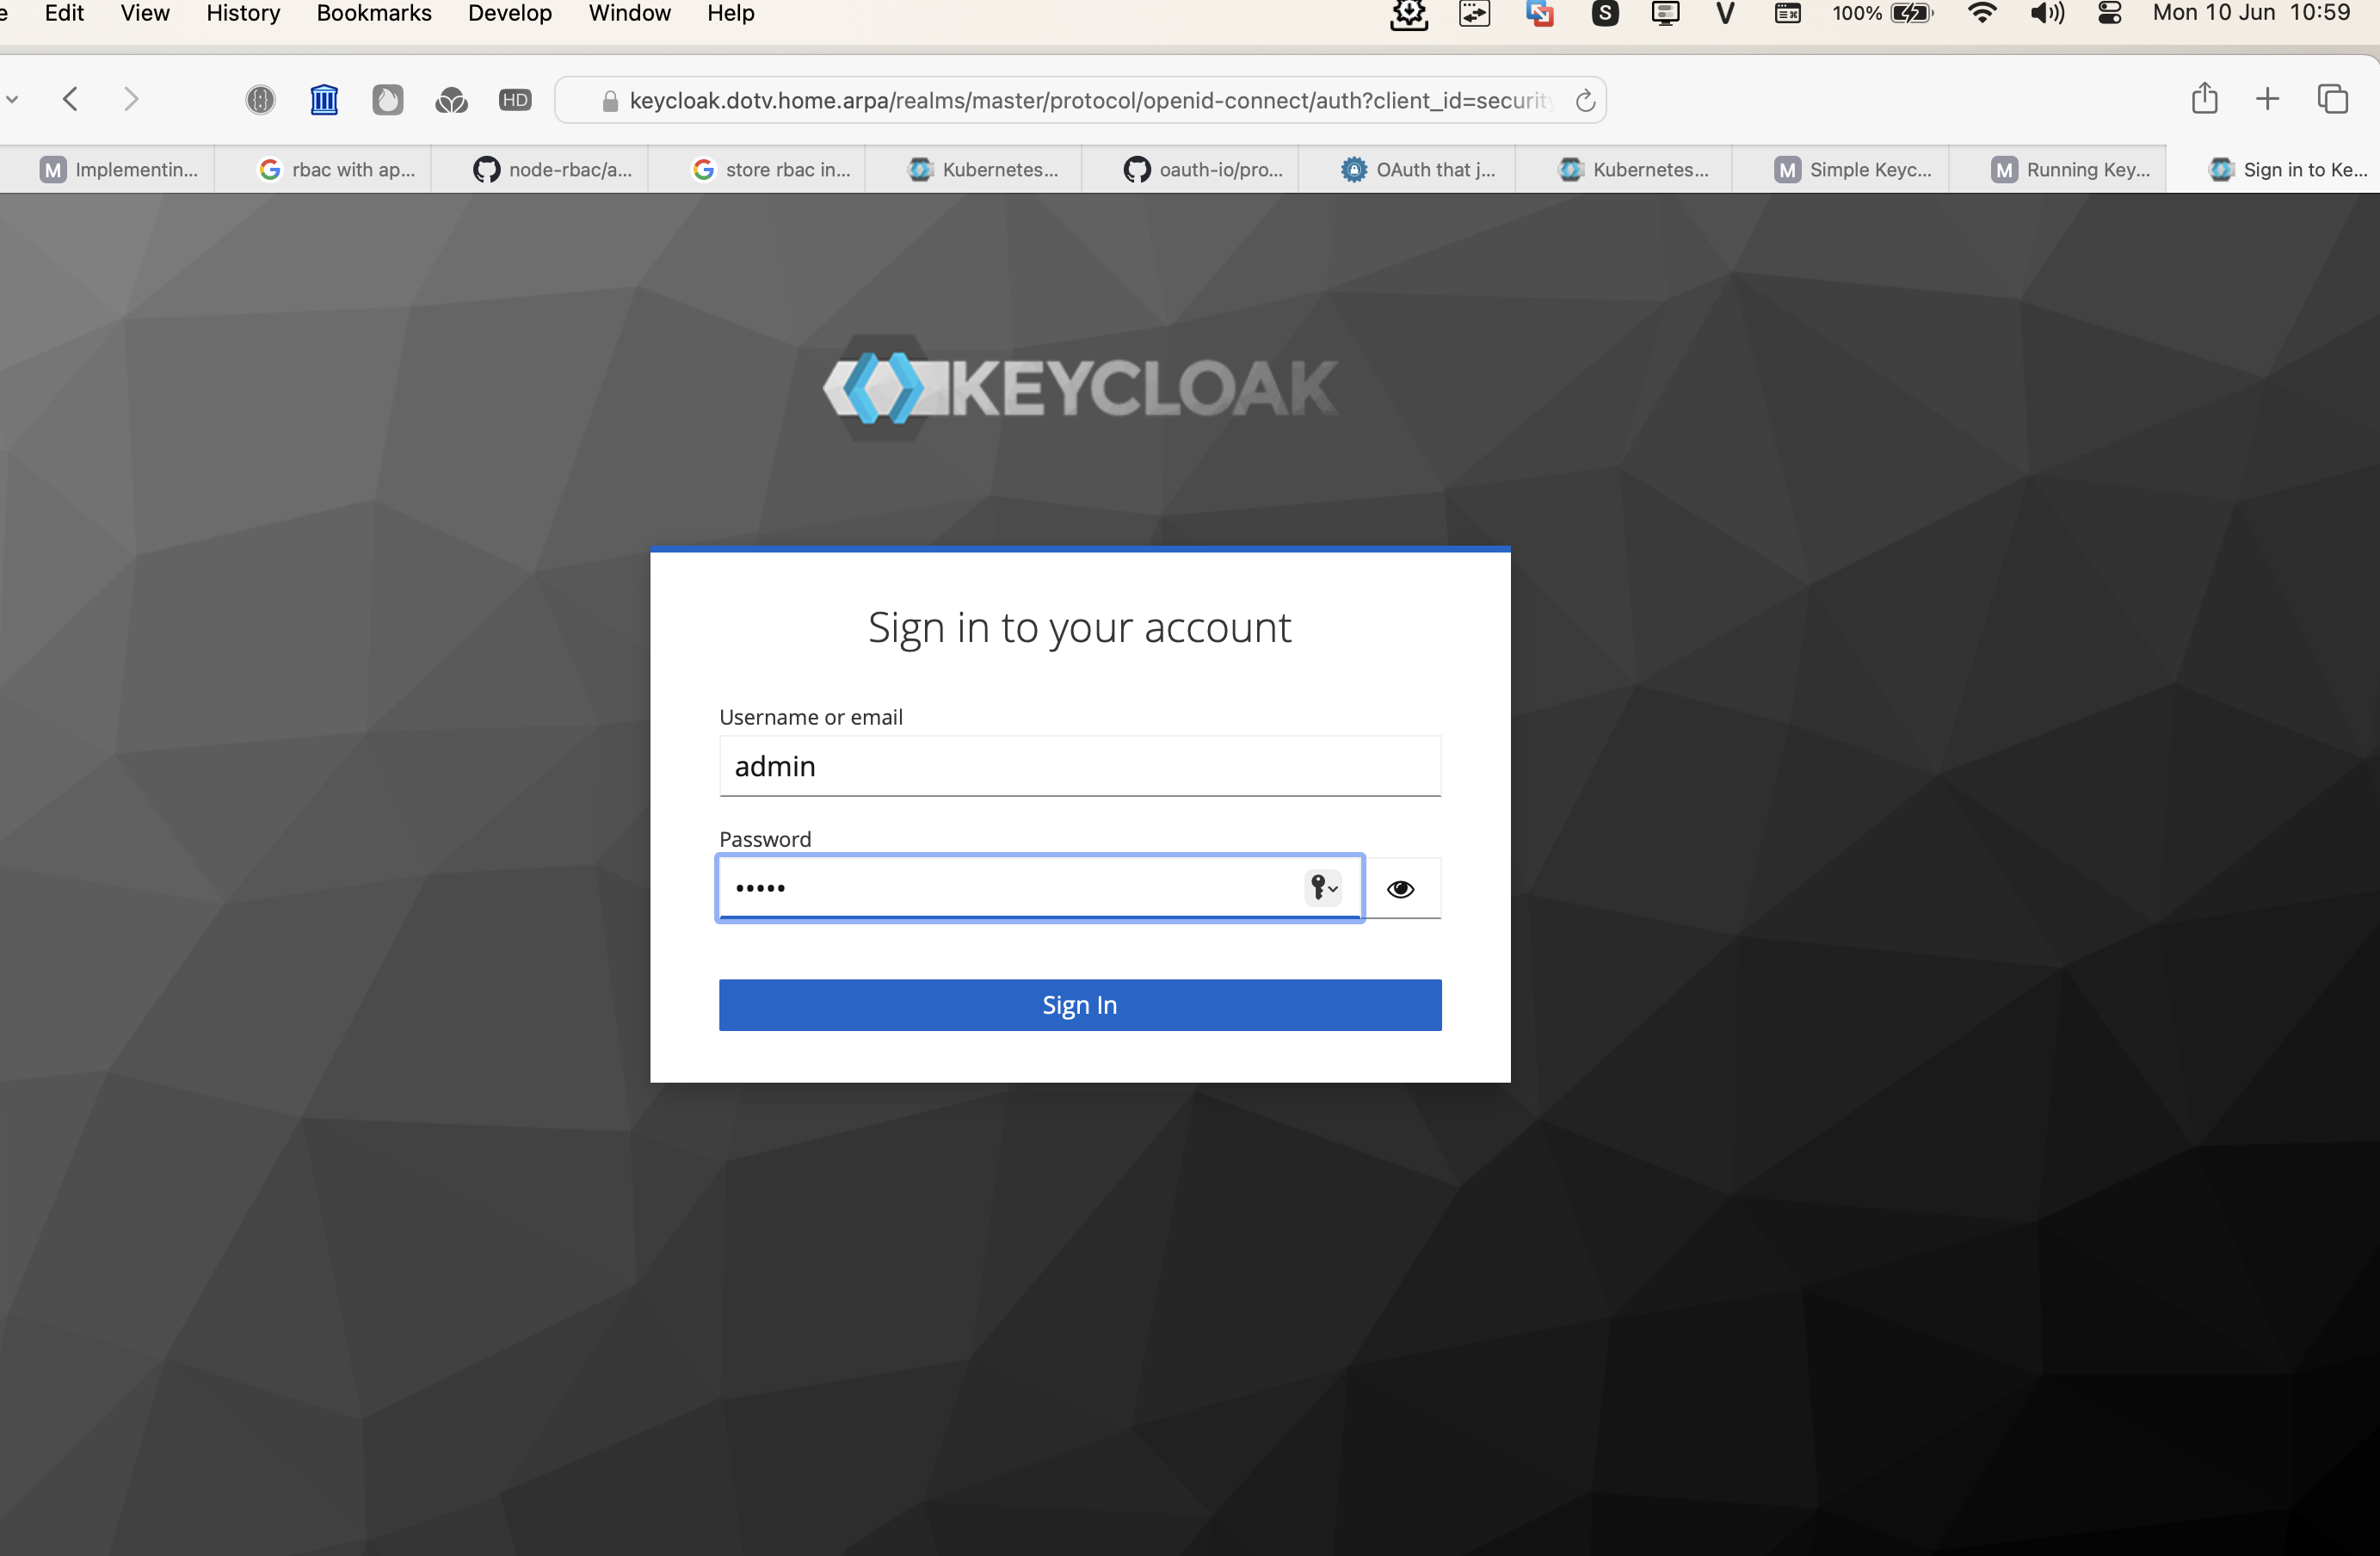 Edit View History Bookmarks Develop Window Help S V 100% Mon 10 Jun 10:59
HD keycloak.dotv.home.arpa/realms/master/protocol/openid-connect/auth?client_id=security
M Implementin... G rbac with ap... node-rbac/a... G store rbac in... Kubernetes... oauth-io/pro... OAuth that j... Kubernetes... M Simple Keyc... M Running Key... Sign in to Ke...
KEYCLOAK
Sign in to your account
Username or email
admin
Password
•••••
Sign In